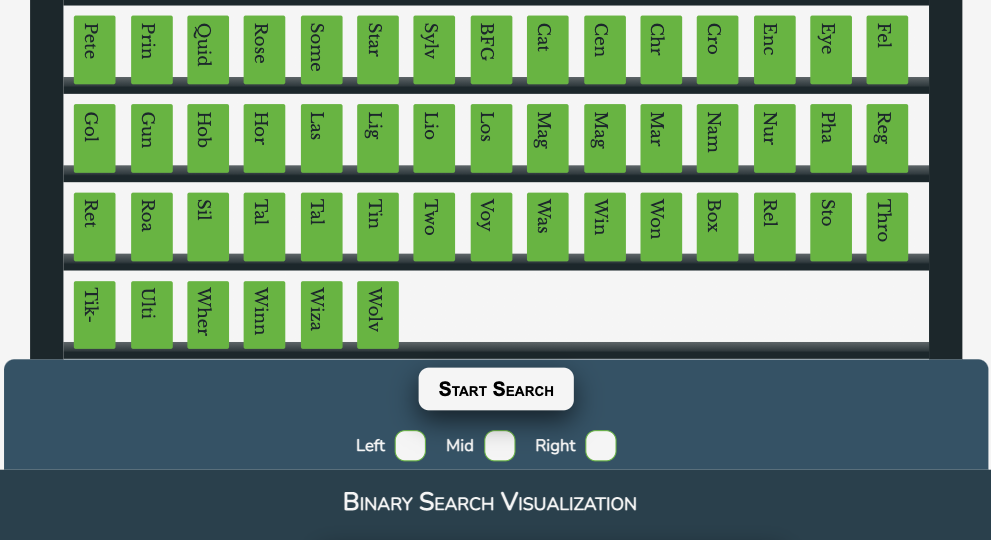 Pete Prin Quid Rose Some Star Sylv BFG Cat Cen Chr Cro Enc Eye Fel
Gol Gun Hob Hor Las Lig Lio Los Mag Mag Mar Nam Nur Pha Reg
Ret Roa Sil Tal Tal Tin Two Voy Was Win Won Box Rel Sto Thro
Tik- Ulti Wher Winn Wiza Wolv
Start Search
Left Mid Right
Binary Search Visualization